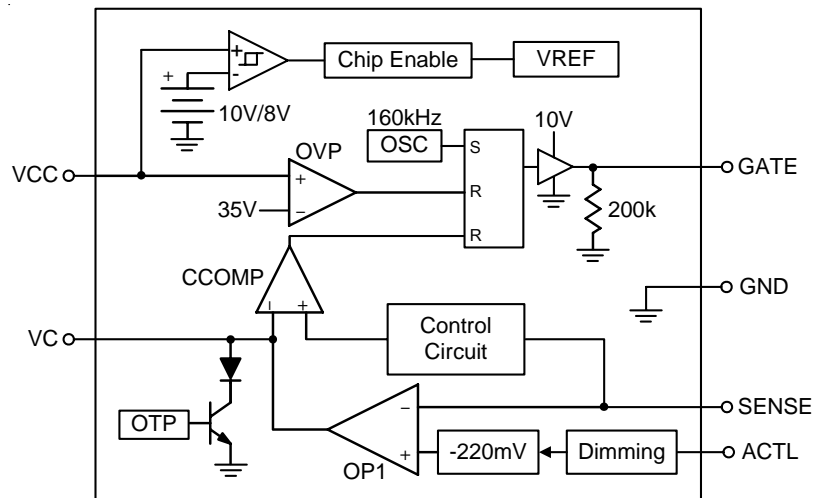 +
-
Chip Enable
VREF
+
10V/8V
160kHz
OSC
10V
S
R
R
OVP
+
−
VCC
35V
GATE
200k
CCOMP
− +
GND
VC
Control
Circuit
OTP
−
+
OP1
-220mV
Dimming
SENSE
ACTL